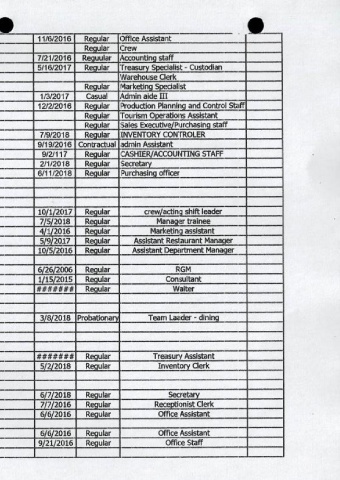 11/6/2016 Regular Office Assistant
Regular Crew
7/21/2016 Reguular Accounting staff
5/16/2017 Regular Treasury Specialist - Custodian
Warehouse Clerk
Regular Marketing Specialist
1/3/2017 Casual Admin aide III
12/2/2016 Regular Production Planning and Control Staff
Regular Tourism Operations Assistant
Regular Sales Executive/Purchasing staff
7/9/2018 Regular INVENTORY CONTROLER
9/19/2016 Contractual admin Assistant
9/2/117 Regular CASHIER/ACCOUNTING STAFF
2/1/2018 Regular Secretary
6/11/2018 Regular Purchasing officer
10/1/2017 Regular crew/acting shift leader
7/5/2018 Regular Manager trainee
4/1/2016 Regular Marketing assistant
5/9/2017 Regular Assistant Restaurant Manager
10/5/2016 Regular Assistant Department Manager
6/26/2006 Regular RGM
1/15/2015 Regular Consultant
####### Regular Waiter
3/8/2018 Probationary Team Laeder - dining
####### Regular Treasury Assistant
5/2/2018 Regular Inventory Clerk
6/7/2018 Regular Secretary
7/7/2016 Regular Receptionist Clerk
6/6/2016 Regular Office Assistant
6/6/2016 Regular Office Assistant
9/21/2016 Regular Office Staff